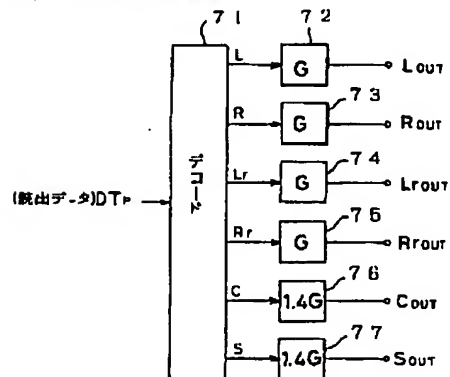 71
72
L
G
LOUT
73
R
G
ROUT
74
Lr
G
LrOUT
デコード
(読出データ)DTP
75
Rr
G
RrOUT
76
C
1.4G
COUT
77
S
1.4G
SOUT